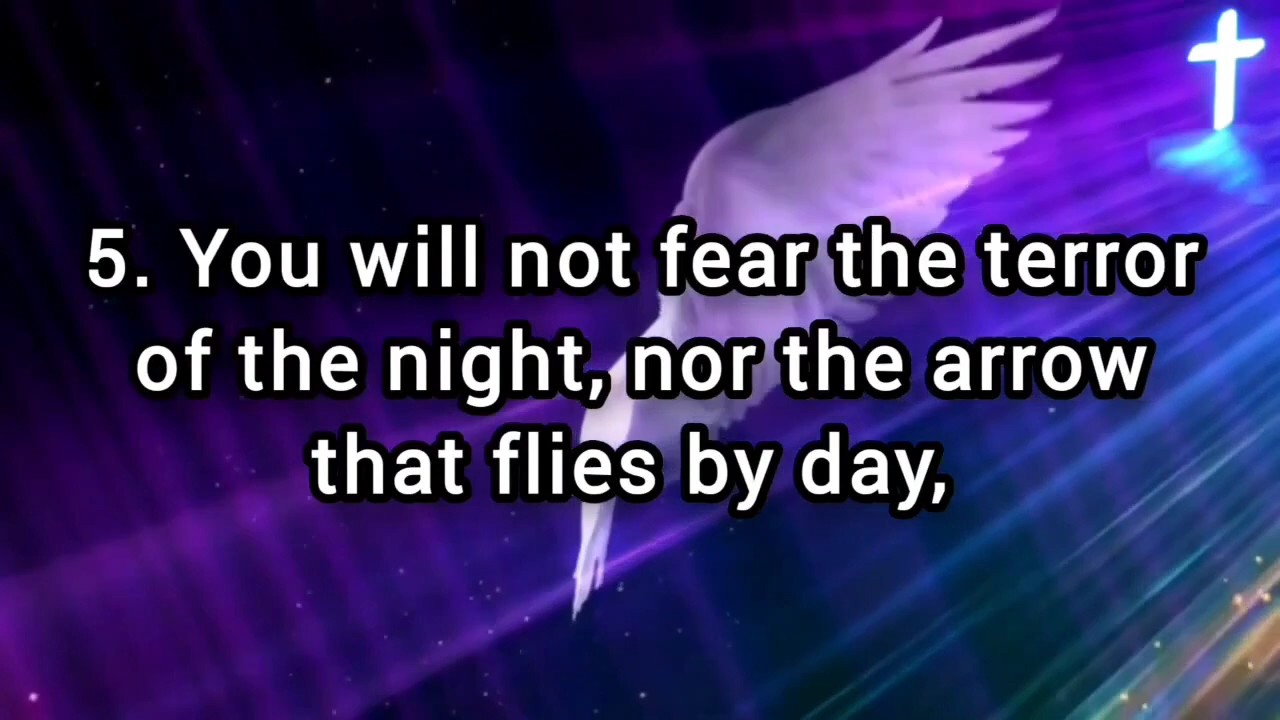 5. You will not fear the terror
of the night, nor the arrow
that flies by day,